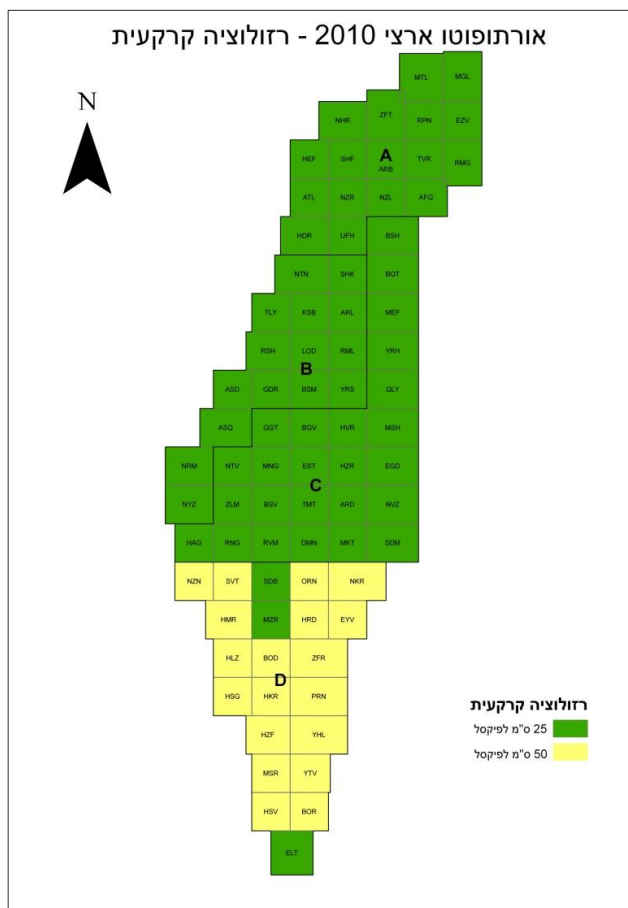 אורתופוטו ארצי 2010 - רזולוציה קרקעית
N
MTL MGL
NHR ZFT RPN EZV
HEF SHF A ARB TVR RMG
ATL NZR NZL AFQ
HDR UFH BSH
NTN SHK BQT
TLY KSB ARL MEF
RSH LOD RML YRH
B
ASD GDR BSM YRS QLY
ASQ QGT BGV HVR MSH
NRM NTV MNG EST HZR EGD
C
NYZ ZLM BSV TMT ARD NVZ
HAG RNG RVM DMN MKT SDM
NZN SVT SDB ORN NKR
HMR MZR HRD EYV
HLZ BOD ZFR
D
HSG HKR PRN
HZF YHL
MSR YTV
HSV BOR
ELT
רזולוציה קרקעית
25 ס"מ לפיקסל
50 ס"מ לפיקסל